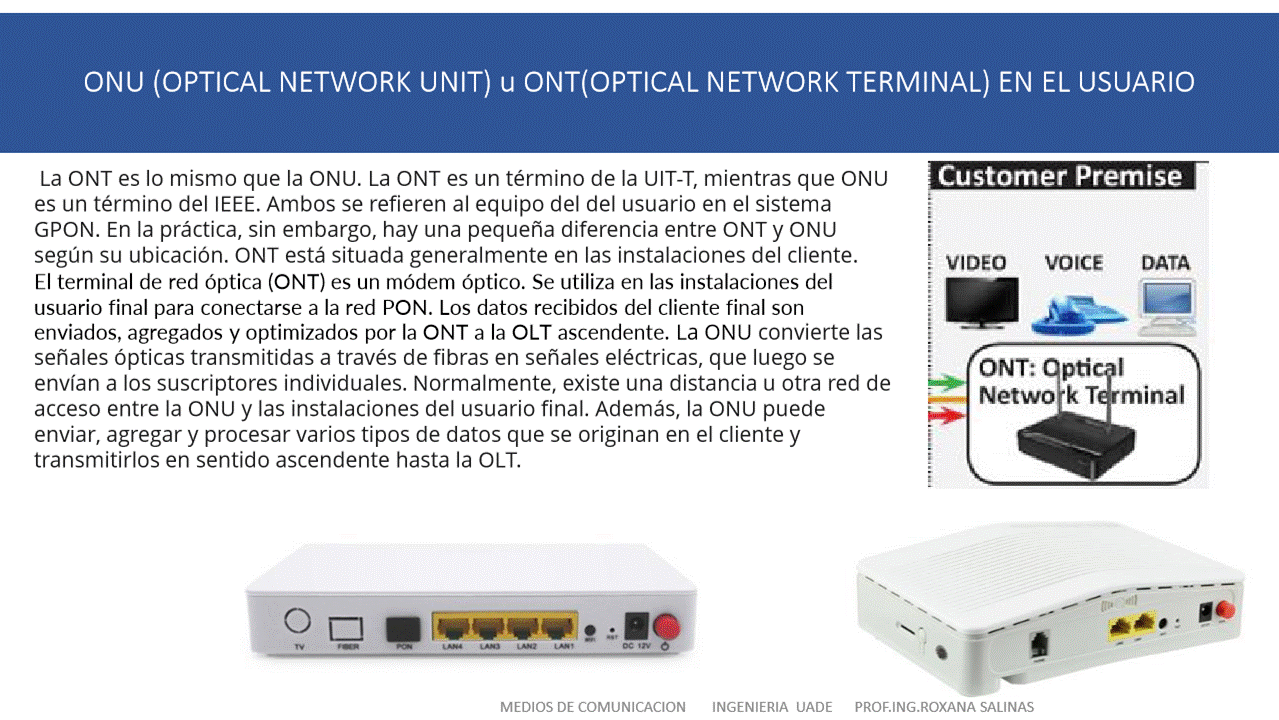 ONU (OPTICAL NETWORK UNIT) u ONT(OPTICAL NETWORK TERMINAL) EN EL USUARIO
La ONT es lo mismo que la ONU. La ONT es un término de la UIT-T, mientras que ONU
es un término del IEEE. Ambos se refieren al equipo del del usuario en el sistema
GPON. En la práctica, sin embargo, hay una pequeña diferencia entre ONT y ONU
según su ubicación. ONT está situada generalmente en las instalaciones del cliente.
El terminal de red óptica (ONT) es un módem óptico. Se utiliza en las instalaciones del
usuario final para conectarse a la red PON. Los datos recibidos del cliente final son
enviados, agregados y optimizados por la ONT a la OLT ascendente. La ONU convierte las
señales ópticas transmitidas a través de fibras en señales eléctricas, que luego se
envían a los suscriptores individuales. Normalmente, existe una distancia u otra red de
acceso entre la ONU y las instalaciones del usuario final. Además, la ONU puede
enviar, agregar y procesar varios tipos de datos que se originan en el cliente y
transmitirlos en sentido ascendente hasta la OLT.
Customer Premise
VIDEO VOICE DATA
ONT: Optical
Network Terminal
TV FIBER PON LAN4 LAN3 LAN2 LAN1 WiFi RST DC 12V
MEDIOS DE COMUNICACION INGENIERIA UADE PROF.ING.ROXANA SALINAS